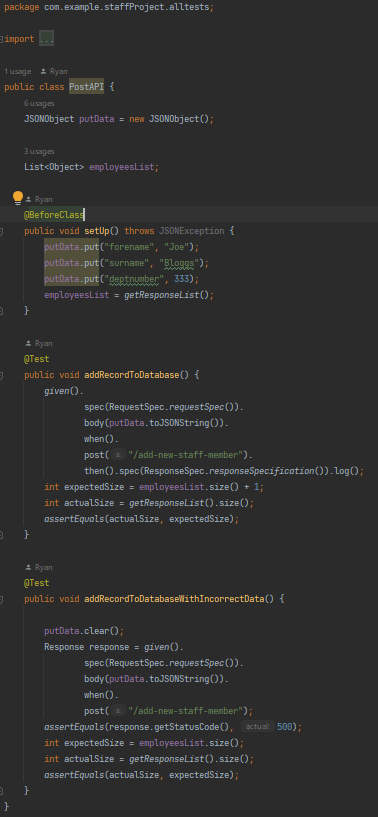 package com.example.staffProject.alltests;
import ...
1 usage Ryan
public class PostAPI {
6 usages
JSONObject putData = new JSONObject();
3 usages
List<Object> employeesList;
Ryan
@BeforeClass
public void setUp() throws JSONException {
putData.put("forename", "Joe");
putData.put("surname", "Bloggs");
putData.put("deptnumber", 333);
employeesList = getResponseList();
}
Ryan
@Test
public void addRecordToDatabase() {
given().
spec(RequestSpec.requestSpec()).
body(putData.toJSONString()).
when().
post( s: "/add-new-staff-member").
then().spec(ResponseSpec.responseSpecification()).log();
int expectedSize = employeesList.size() + 1;
int actualSize = getResponseList().size();
assertEquals(actualSize, expectedSize);
}
Ryan
@Test
public void addRecordToDatabaseWithIncorrectData() {
putData.clear();
Response response = given().
spec(RequestSpec.requestSpec()).
body(putData.toJSONString()).
when().
post( s: "/add-new-staff-member");
assertEquals(response.getStatusCode(), actual: 500);
int expectedSize = employeesList.size();
int actualSize = getResponseList().size();
assertEquals(actualSize, expectedSize);
}
}